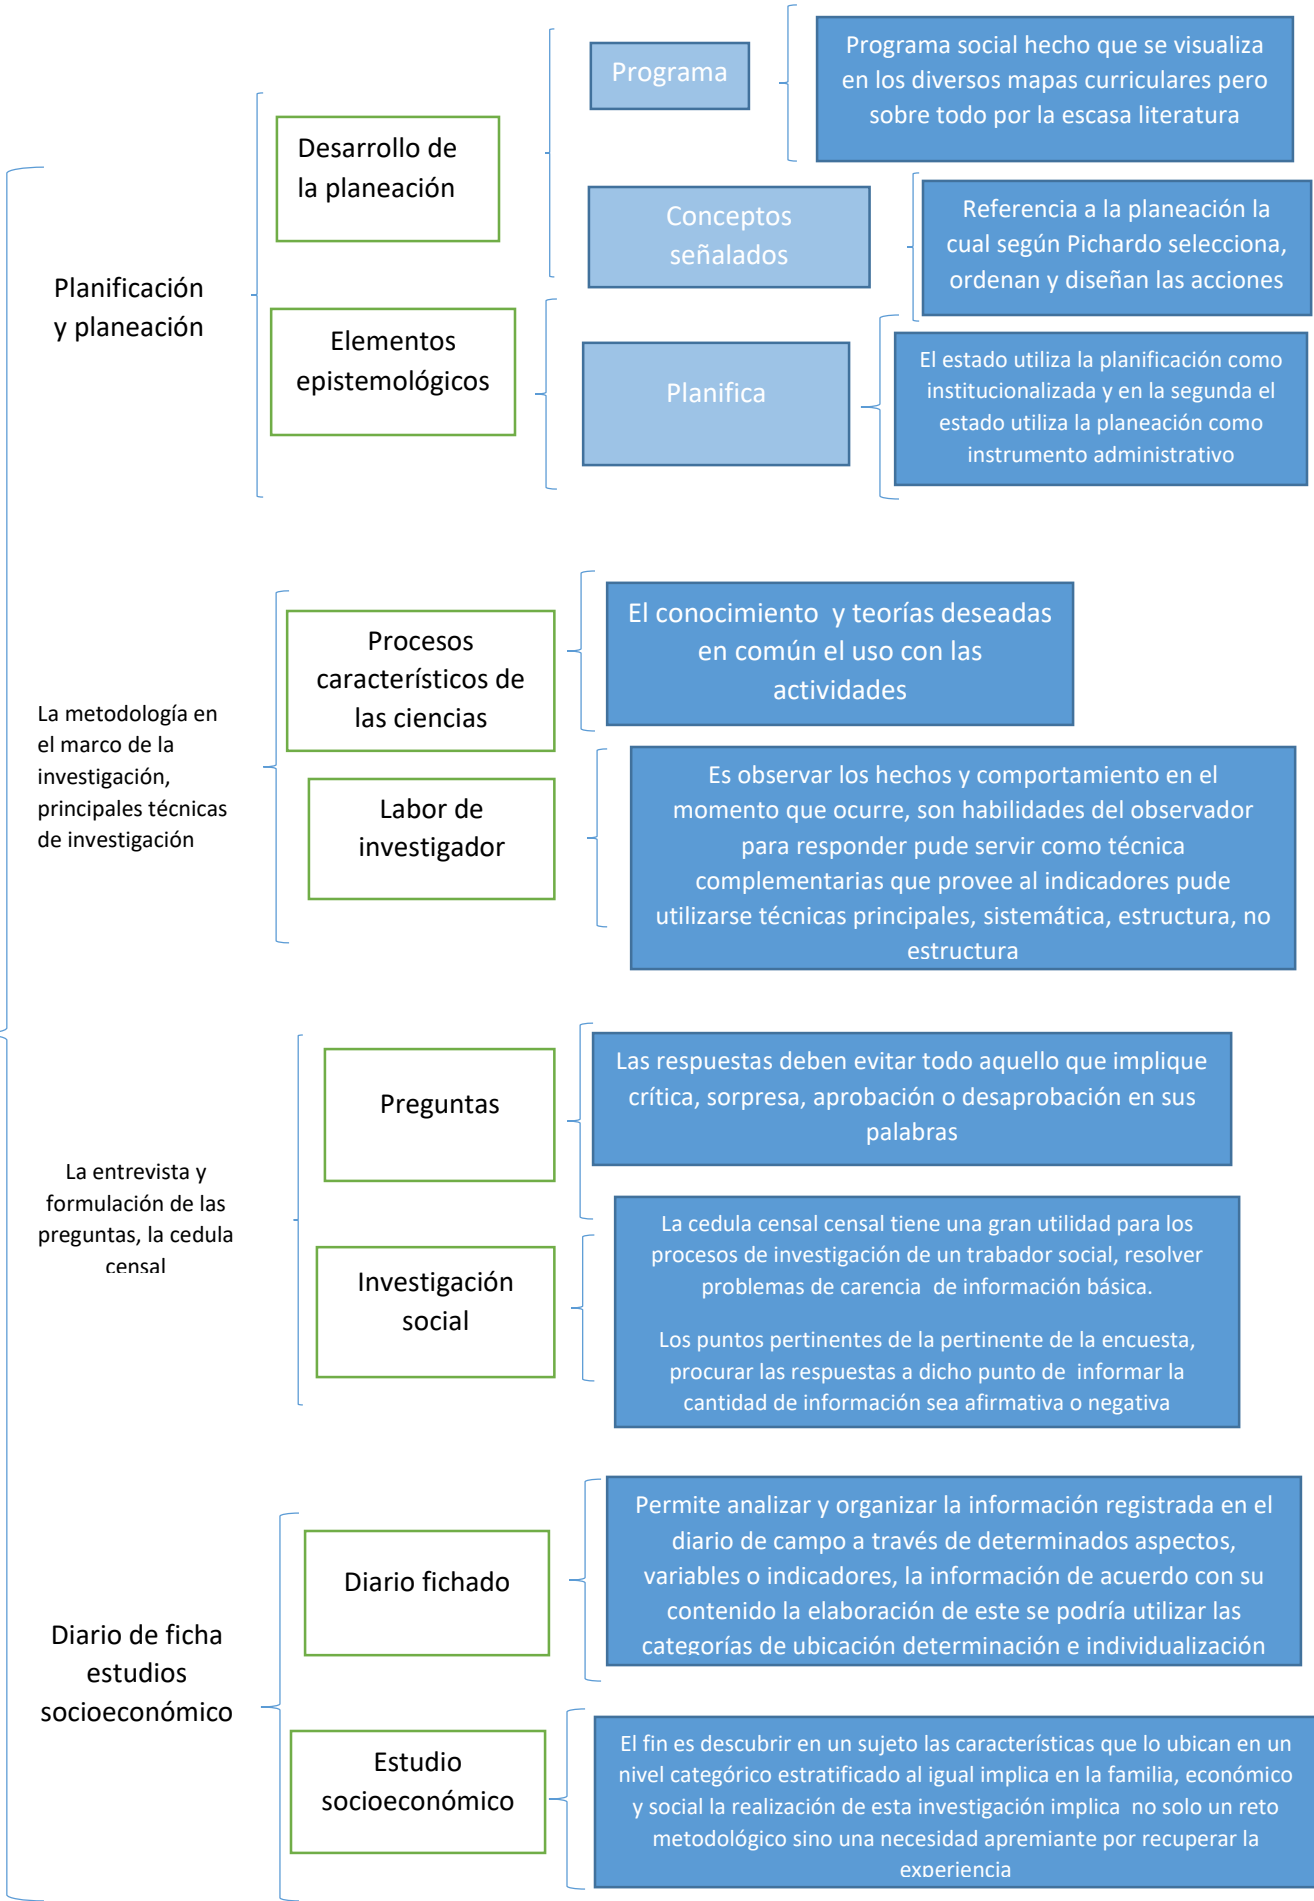 Planificación
y planeación
Desarrollo de
la planeación
Programa
Programa social hecho que se visualiza
en los diversos mapas curriculares pero
sobre todo por la escasa literatura
Conceptos
señalados
Referencia a la planeación la
cual según Pichardo selecciona,
ordenan y diseñan las acciones
Elementos
epistemológicos
Planifica
El estado utiliza la planificación como
institucionalizada y en la segunda el
estado utiliza la planeación como
instrumento administrativo
La metodología en
el marco de la
investigación,
principales técnicas
de investigación
Procesos
característicos de
las ciencias
El conocimiento  y teorías deseadas
en común el uso con las
actividades
Labor de
investigador
Es observar los hechos y comportamiento en el
momento que ocurre, son habilidades del observador
para responder pude servir como técnica
complementarias que provee al indicadores pude
utilizarse técnicas principales, sistemática, estructura, no
estructura
La entrevista y
formulación de las
preguntas, la cedula
censal
Preguntas
Las respuestas deben evitar todo aquello que implique
crítica, sorpresa, aprobación o desaprobación en sus
palabras
Investigación
social
La cedula censal censal tiene una gran utilidad para los
procesos de investigación de un trabador social, resolver
problemas de carencia  de información básica.
Los puntos pertinentes de la pertinente de la encuesta,
procurar las respuestas a dicho punto de  informar la
cantidad de información sea afirmativa o negativa
Diario de ficha
estudios
socioeconómico
Diario fichado
Permite analizar y organizar la información registrada en el
diario de campo a través de determinados aspectos,
variables o indicadores, la información de acuerdo con su
contenido la elaboración de este se podría utilizar las
categorías de ubicación determinación e individualización
Estudio
socioeconómico
El fin es descubrir en un sujeto las características que lo ubican en un
nivel categórico estratificado al igual implica en la familia, económico
y social la realización de esta investigación implica  no solo un reto
metodológico sino una necesidad apremiante por recuperar la
experiencia